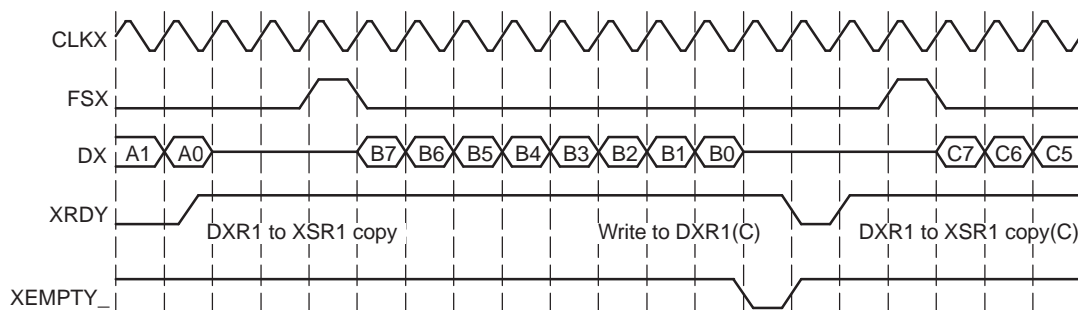 CLKX
FSX
DX A1 A0 B7 B6 B5 B4 B3 B2 B1 B0 C7 C6 C5
XRDY
DXR1 to XSR1 copy Write to DXR1(C) DXR1 to XSR1 copy(C)
XEMPTY_